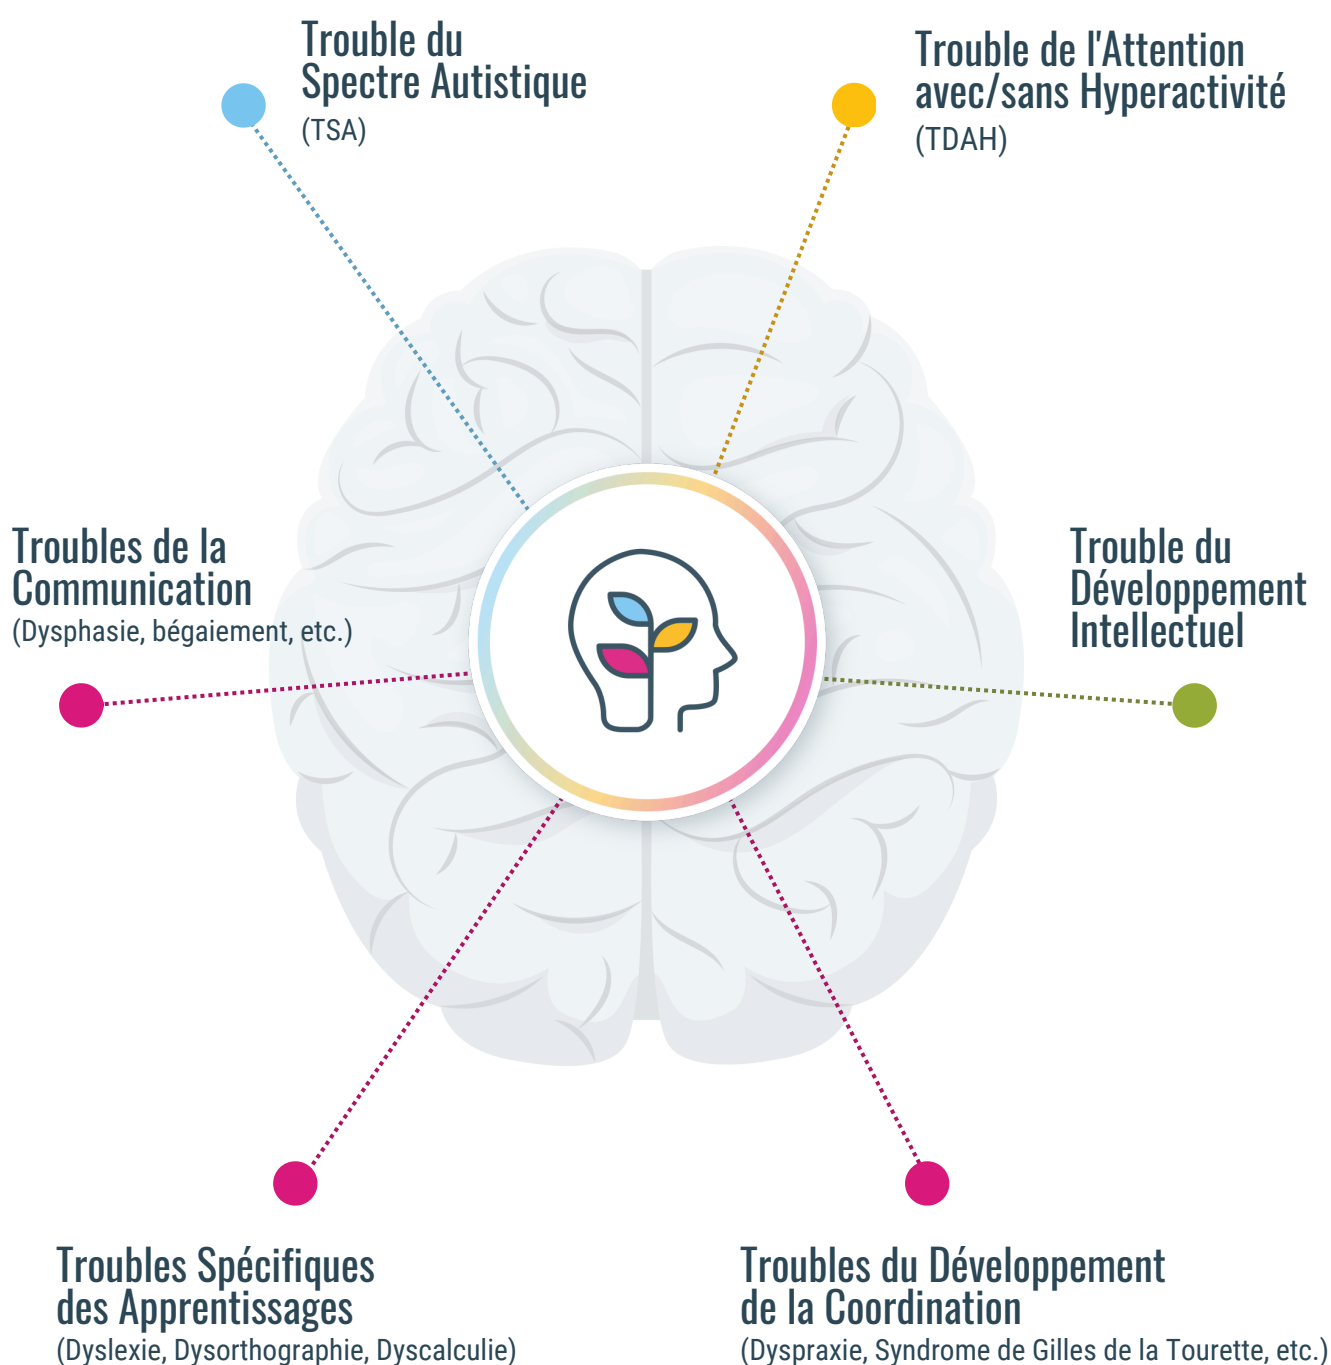 Trouble du
Spectre Autistique
(TSA)
Trouble de l'Attention
avec/sans Hyperactivité
(TDAH)
Troubles de la
Communication
(Dysphasie, bégaiement, etc.)
Trouble du
Développement
Intellectuel
Troubles Spécifiques
des Apprentissages
(Dyslexie, Dysorthographie, Dyscalculie)
Troubles du Développement
de la Coordination
(Dyspraxie, Syndrome de Gilles de la Tourette, etc.)